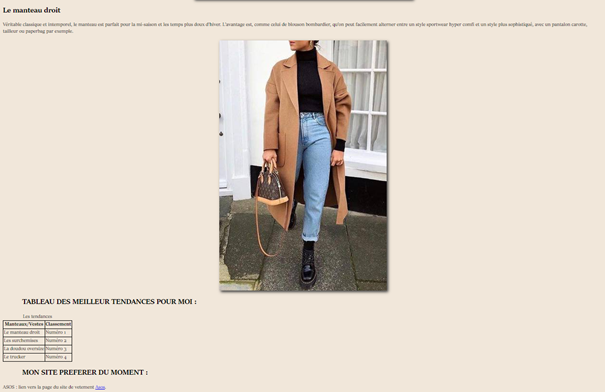 Le manteau droit
Véritable classique et intemporel, le manteau est parfait pour la mi-saison et les temps plus doux d'hiver. L'avantage est, comme celui de blouson bombardier, qu'on peut facilement alterner entre un style sportwear hyper confi et un style plus sophistiqué, avec un pantalon carotte,
tailleur ou paperbag par exemple.
TABLEAU DES MEILLEUR TENDANCES POUR MOI :
Les tendances
Manteaux/Vestes Classement
Le manteau droit Numéro 1
Les surchemises Numéro 2
La doudou oversize Numéro 3
Le trucker Numéro 4
MON SITE PREFERER DU MOMENT :
ASOS : lien vers la page du site de vetement Asos.